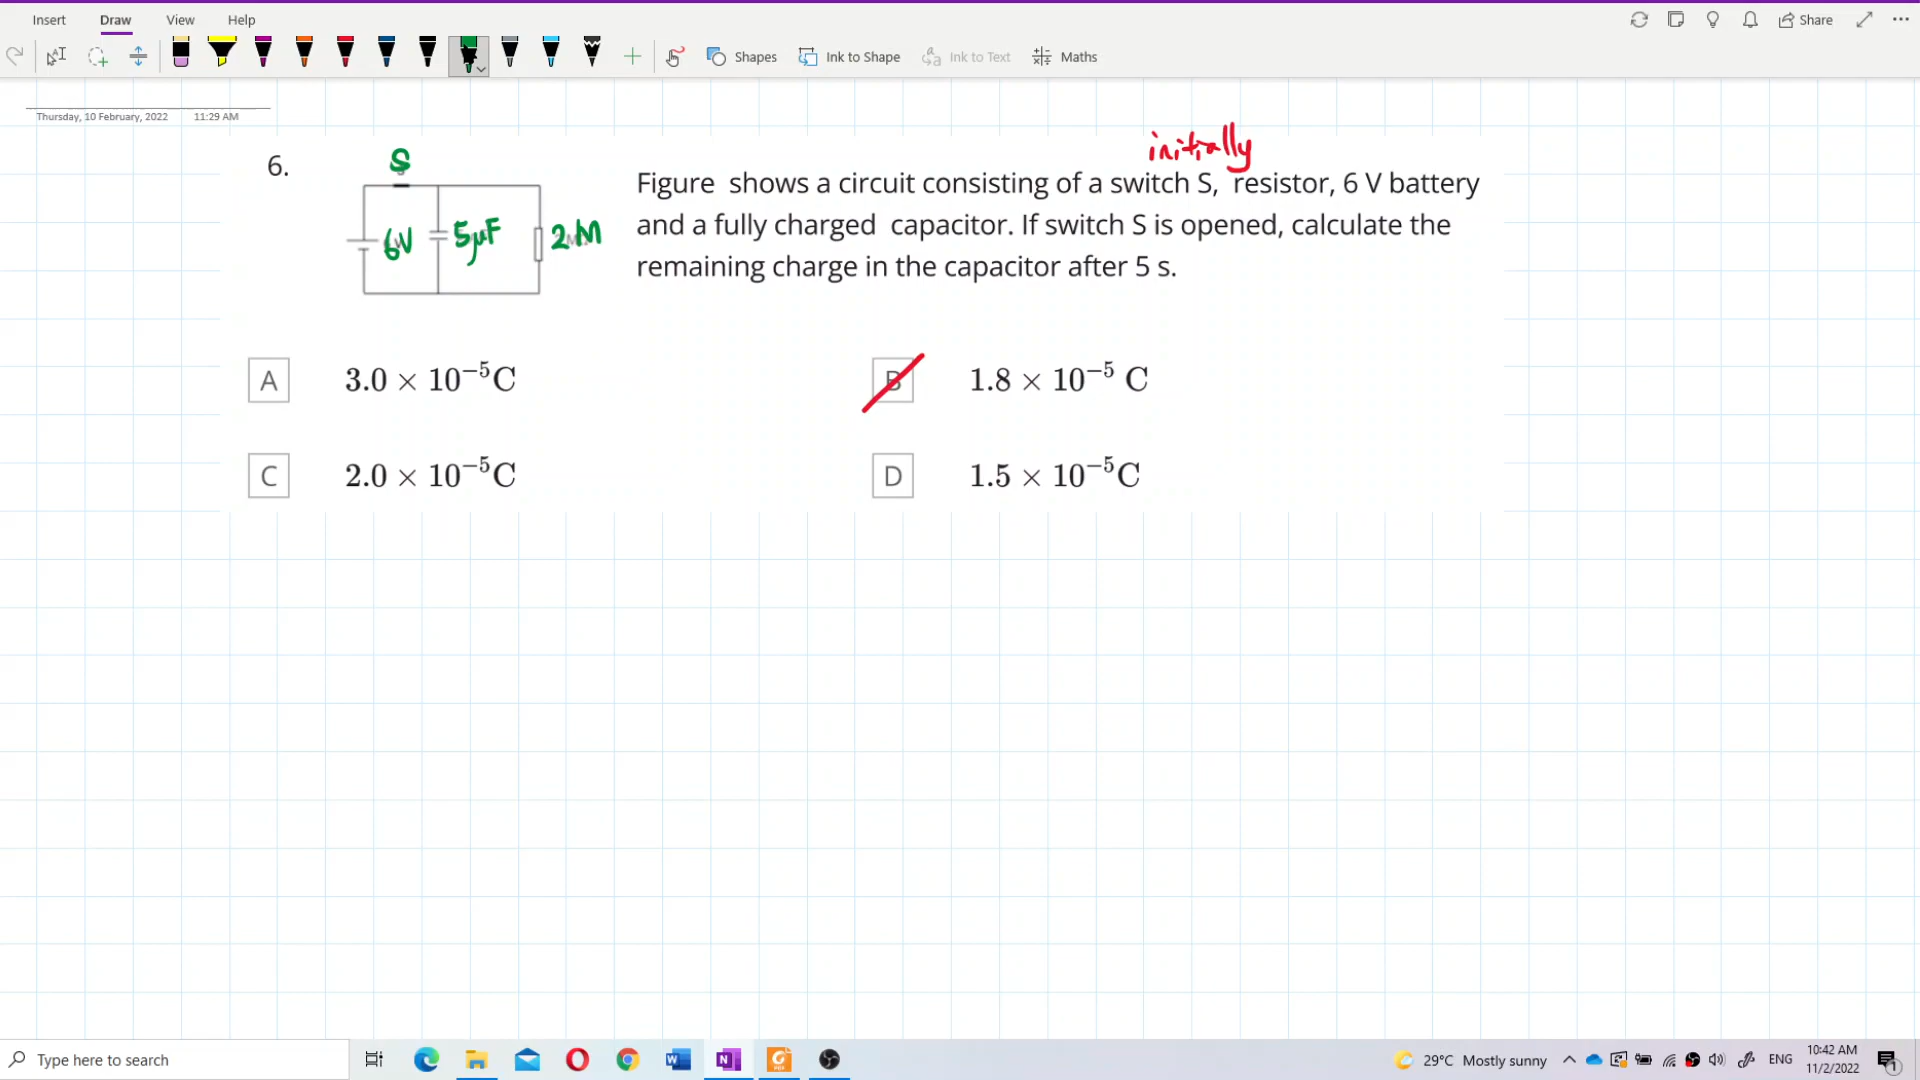 Insert Draw View Help
Share
Shapes Ink to Shape Ink to Text Maths
Thursday, 10 February, 2022 11:29 AM
initially
6.
S
Figure shows a circuit consisting of a switch S, resistor, 6 V battery
and a fully charged capacitor. If switch S is opened, calculate the
remaining charge in the capacitor after 5 s.
6V 5μF 2M
A 3.0 × 10⁻⁵C
B 1.8 × 10⁻⁵ C
C 2.0 × 10⁻⁵C
D 1.5 × 10⁻⁵C
Type here to search
29°C Mostly sunny
ENG
10:42 AM
11/2/2022